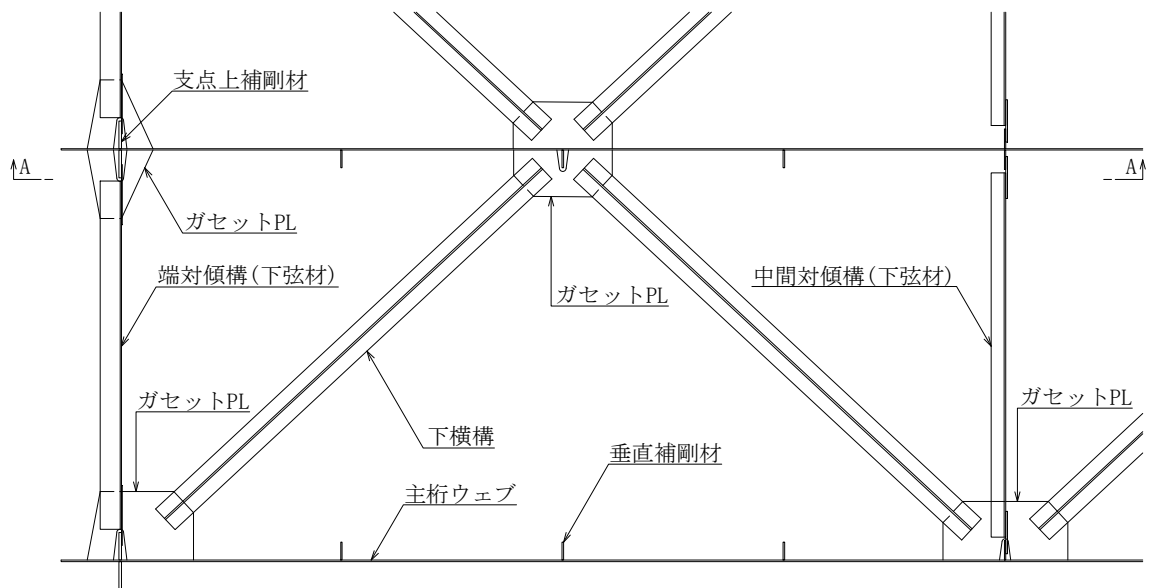 支点上補剛材
A
A
ガセットPL
端対傾構(下弦材)
中間対傾構(下弦材)
ガセットPL
ガセットPL
ガセットPL
下横構
垂直補剛材
主桁ウェブ